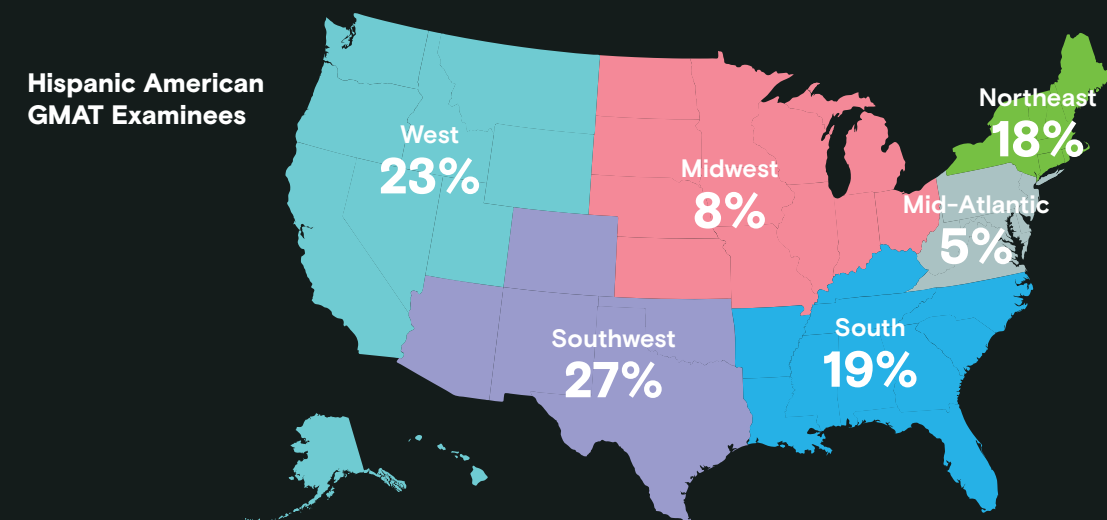 Hispanic American
GMAT Examinees
West
23%
Midwest
8%
Northeast
18%
Mid-Atlantic
5%
Southwest
27%
South
19%